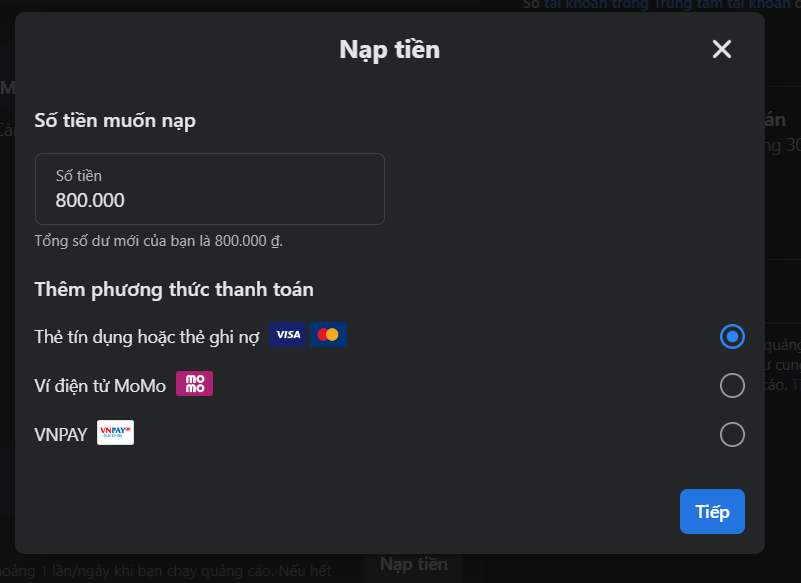 Số tài khoản trong Trung tâm tài khoản
Nạp tiền
Số tiền muốn nạp
Số tiền
800.000
Tổng số dư mới của bạn là 800.000 ₫.
Thêm phương thức thanh toán
Thẻ tín dụng hoặc thẻ ghi nợ VISA
Ví điện tử MoMo mo mo
VNPAY VNPAY
Tiếp
1 lần/ngày khi bạn chạy quảng cáo. Nếu hết
Nạp tiền